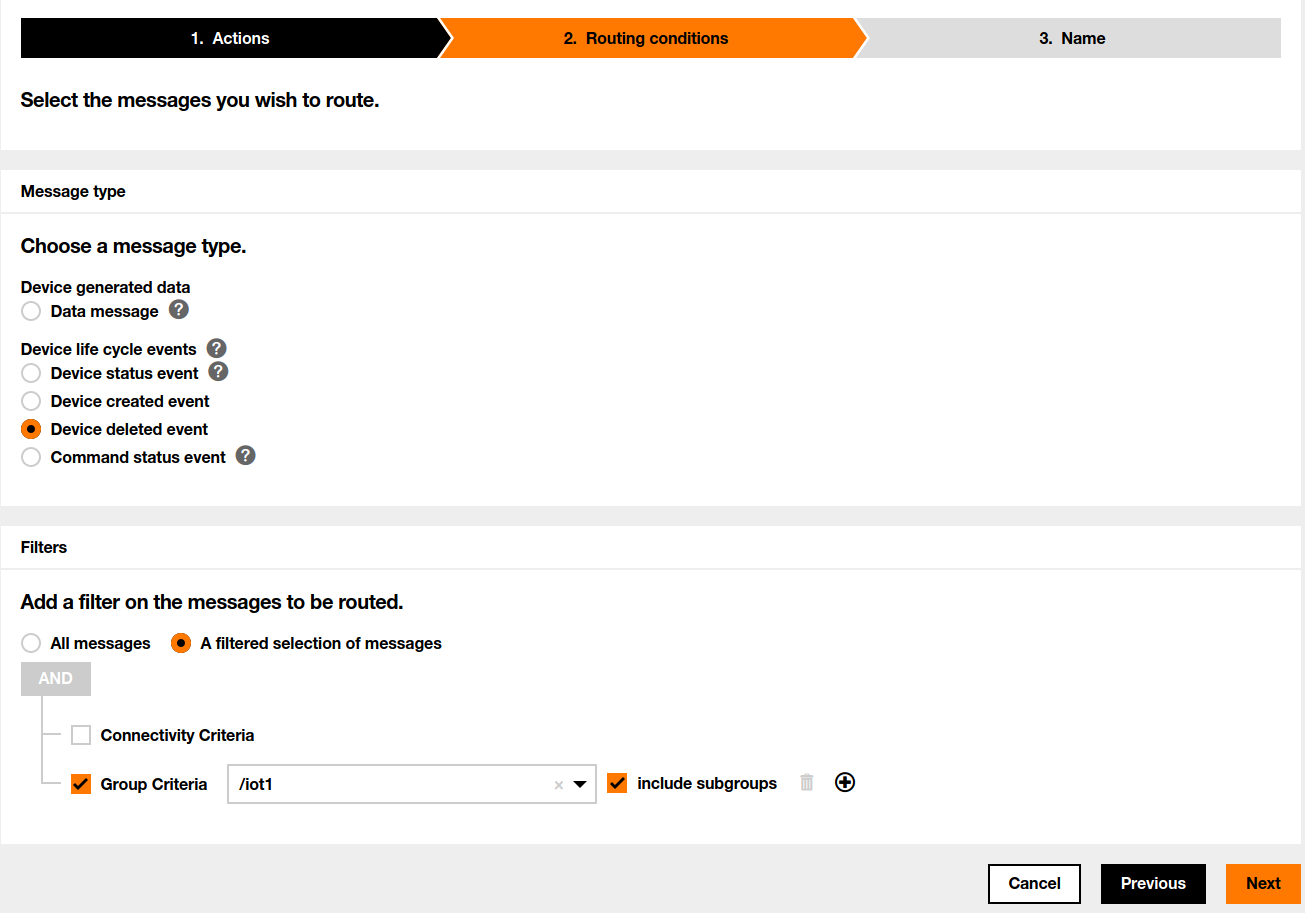 1. Actions
2. Routing conditions
3. Name
Select the messages you wish to route.
Message type
Choose a message type.
Device generated data
Data message ?
Device life cycle events ?
Device status event ?
Device created event
Device deleted event
Command status event ?
Filters
Add a filter on the messages to be routed.
All messages A filtered selection of messages
AND
Connectivity Criteria
Group Criteria /iot1 × include subgroups
Cancel Previous Next